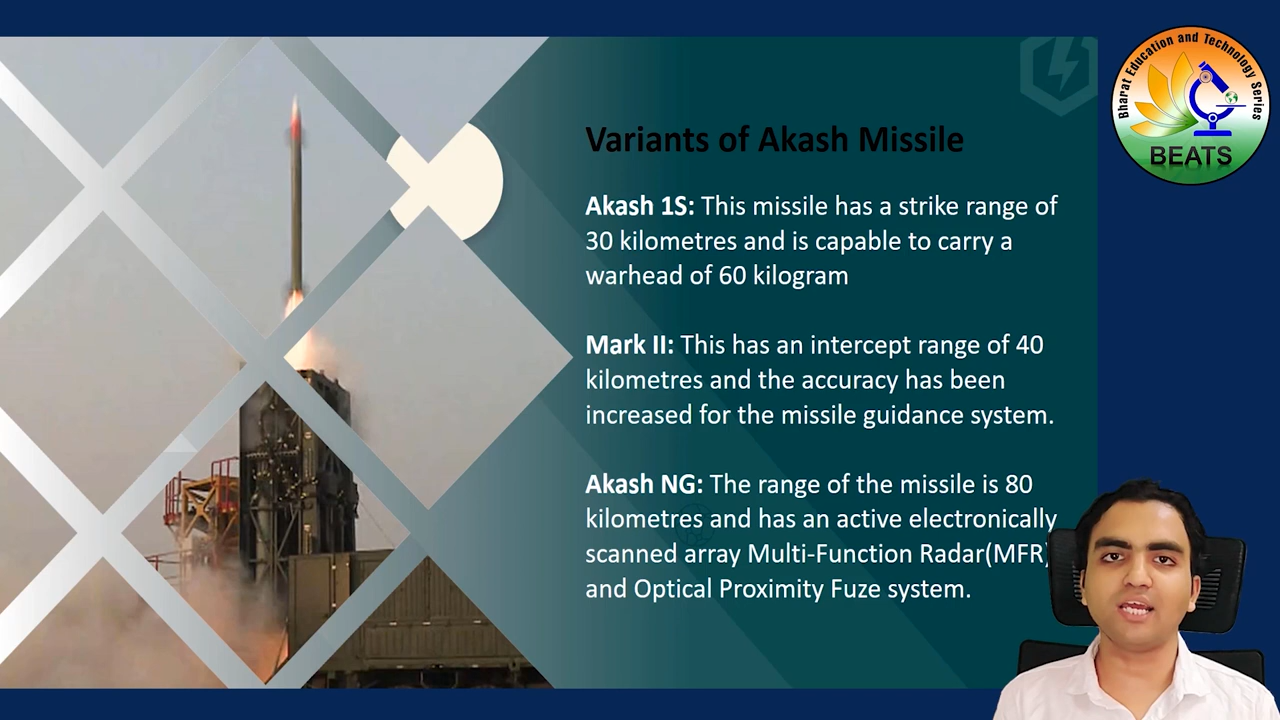 Variants of Akash Missile
Akash 1S: This missile has a strike range of
30 kilometres and is capable to carry a
warhead of 60 kilogram
Mark II: This has an intercept range of 40
kilometres and the accuracy has been
increased for the missile guidance system.
Akash NG: The range of the missile is 80
kilometres and has an active electronically
scanned array Multi-Function Radar(MFR)
and Optical Proximity Fuze system.
Bharat Education and Technology Series
BEATS